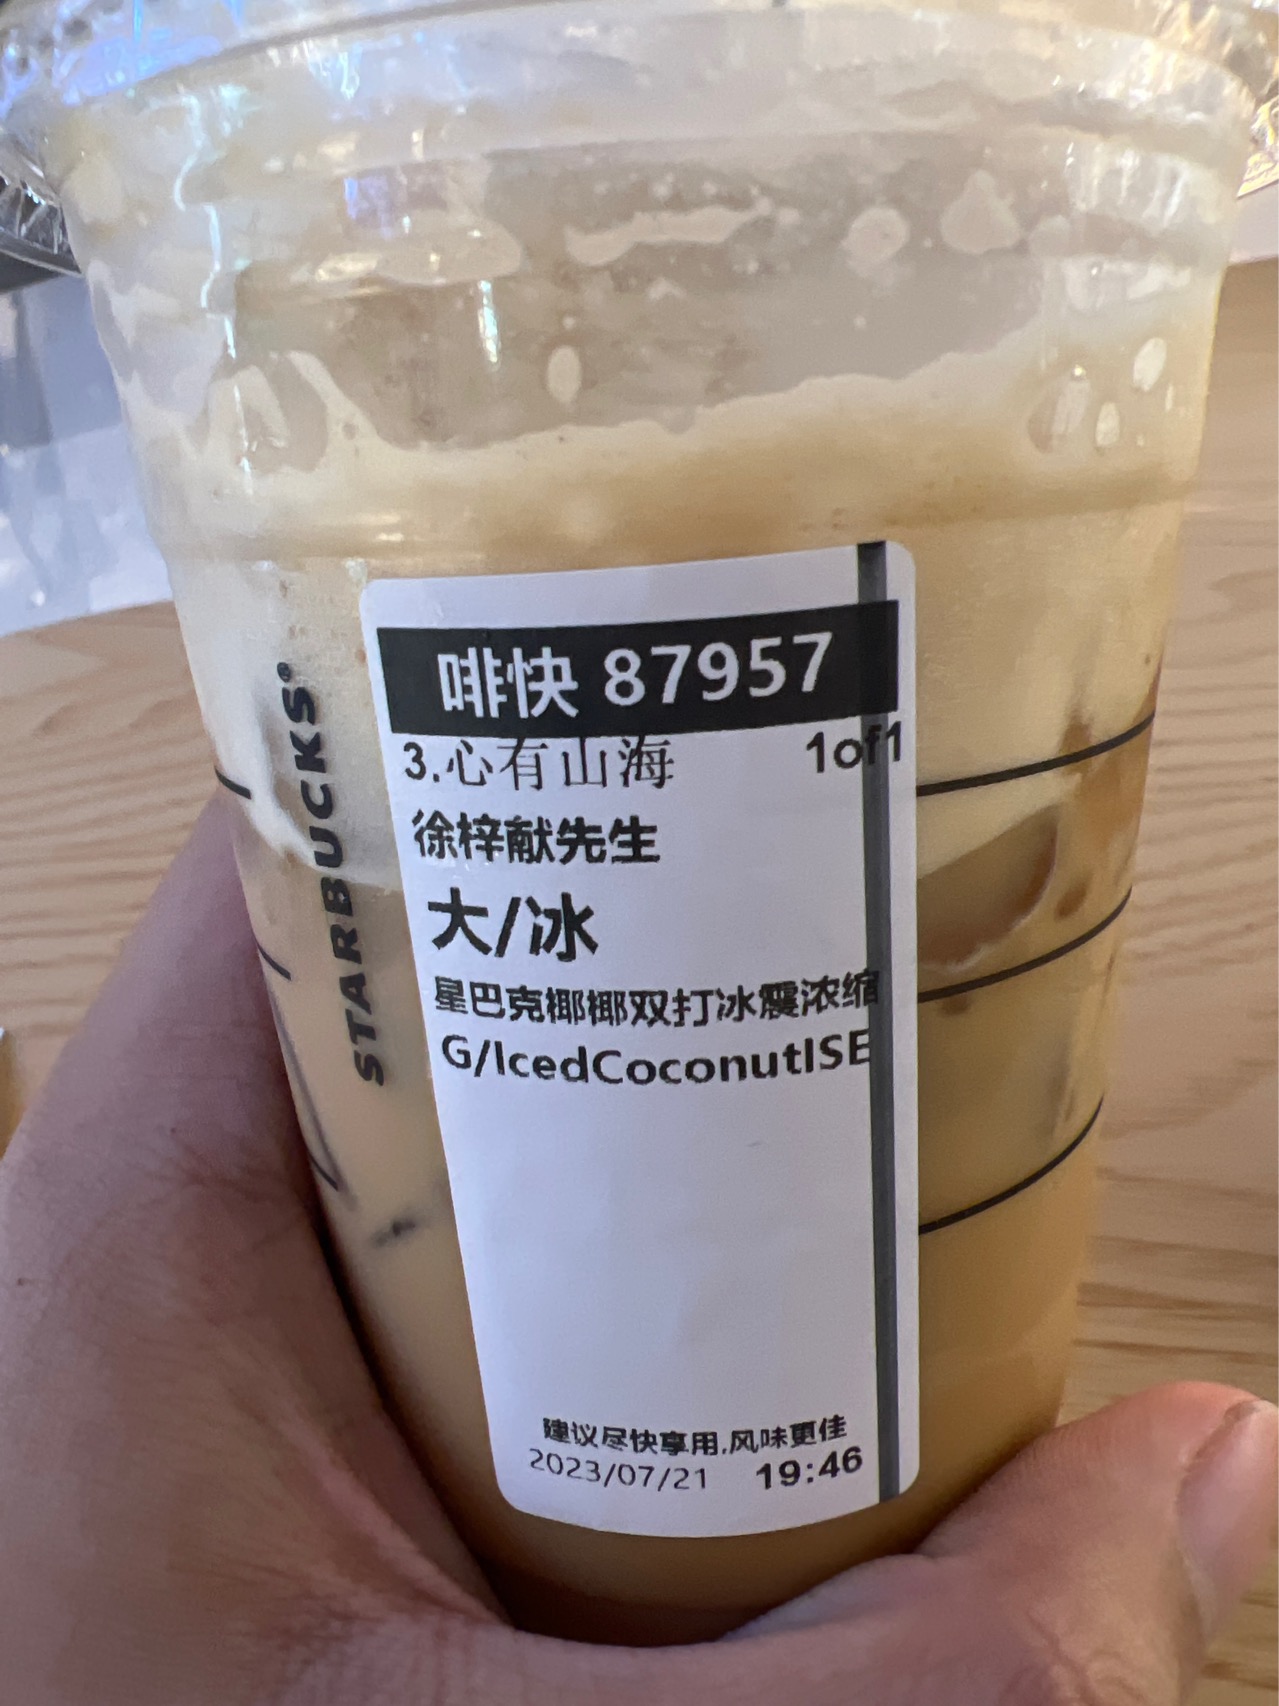 STARBUCKS®
啡快 87957
3.心有山海 1of1
徐梓献先生
大/冰
星巴克椰椰双打冰震浓缩
G/IcedCoconutISE
建议尽快享用,风味更佳
2023/07/21 19:46